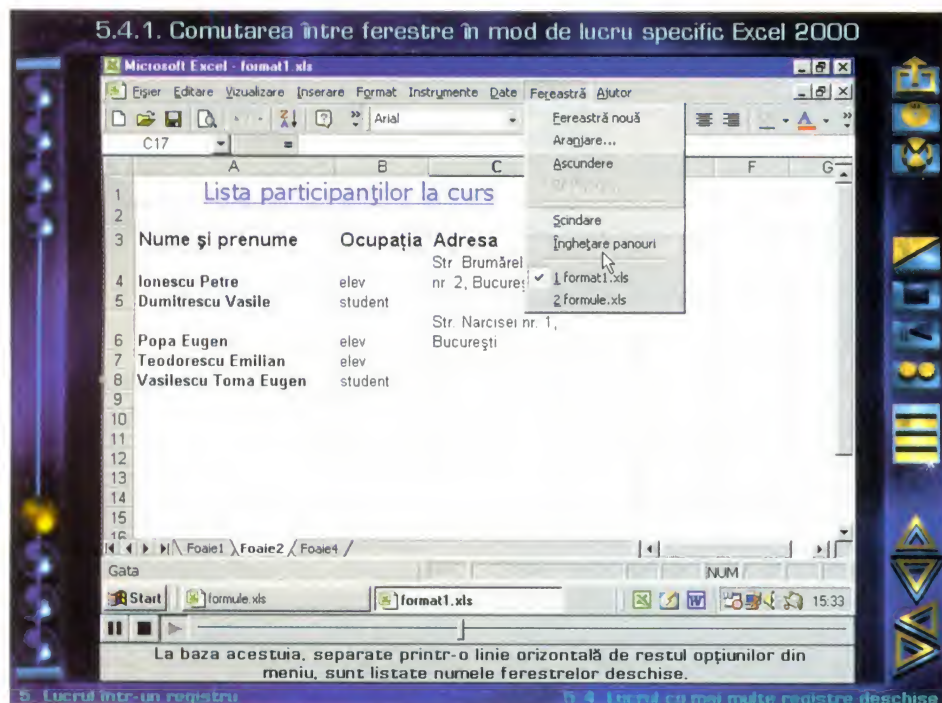 5.4.1. Comutarea între ferestre în mod de lucru specific Excel 2000
Microsoft Excel - format1.xls
Fişier Editare Vizualizare Inserare Format Instrumente Date Fereastră Ajutor
Arial
C17 =
Fereastră nouă
Aranjare...
Ascundere
Scindare
Îngheţare panouri
1 format1.xls
2 formule.xls
A B C F G
1 Lista participanţilor la curs
2
3 Nume şi prenume Ocupaţia Adresa
Str. Brumărel
4 Ionescu Petre elev nr. 2, Bucureş
5 Dumitrescu Vasile student
Str. Narcisei nr. 1,
6 Popa Eugen elev Bucureşti
7 Teodorescu Emilian elev
8 Vasilescu Toma Eugen student
9
10
11
12
13
14
15
16
Foaie1 Foaie2 Foaie4
Gata NUM
Start formule.xls format1.xls 15:33
La baza acestuia, separate printr-o linie orizontală de restul opţiunilor din
meniu, sunt listate numele ferestrelor deschise.
5. Lucrul într-un registru 5.4. Lucrul cu mai multe registre deschise